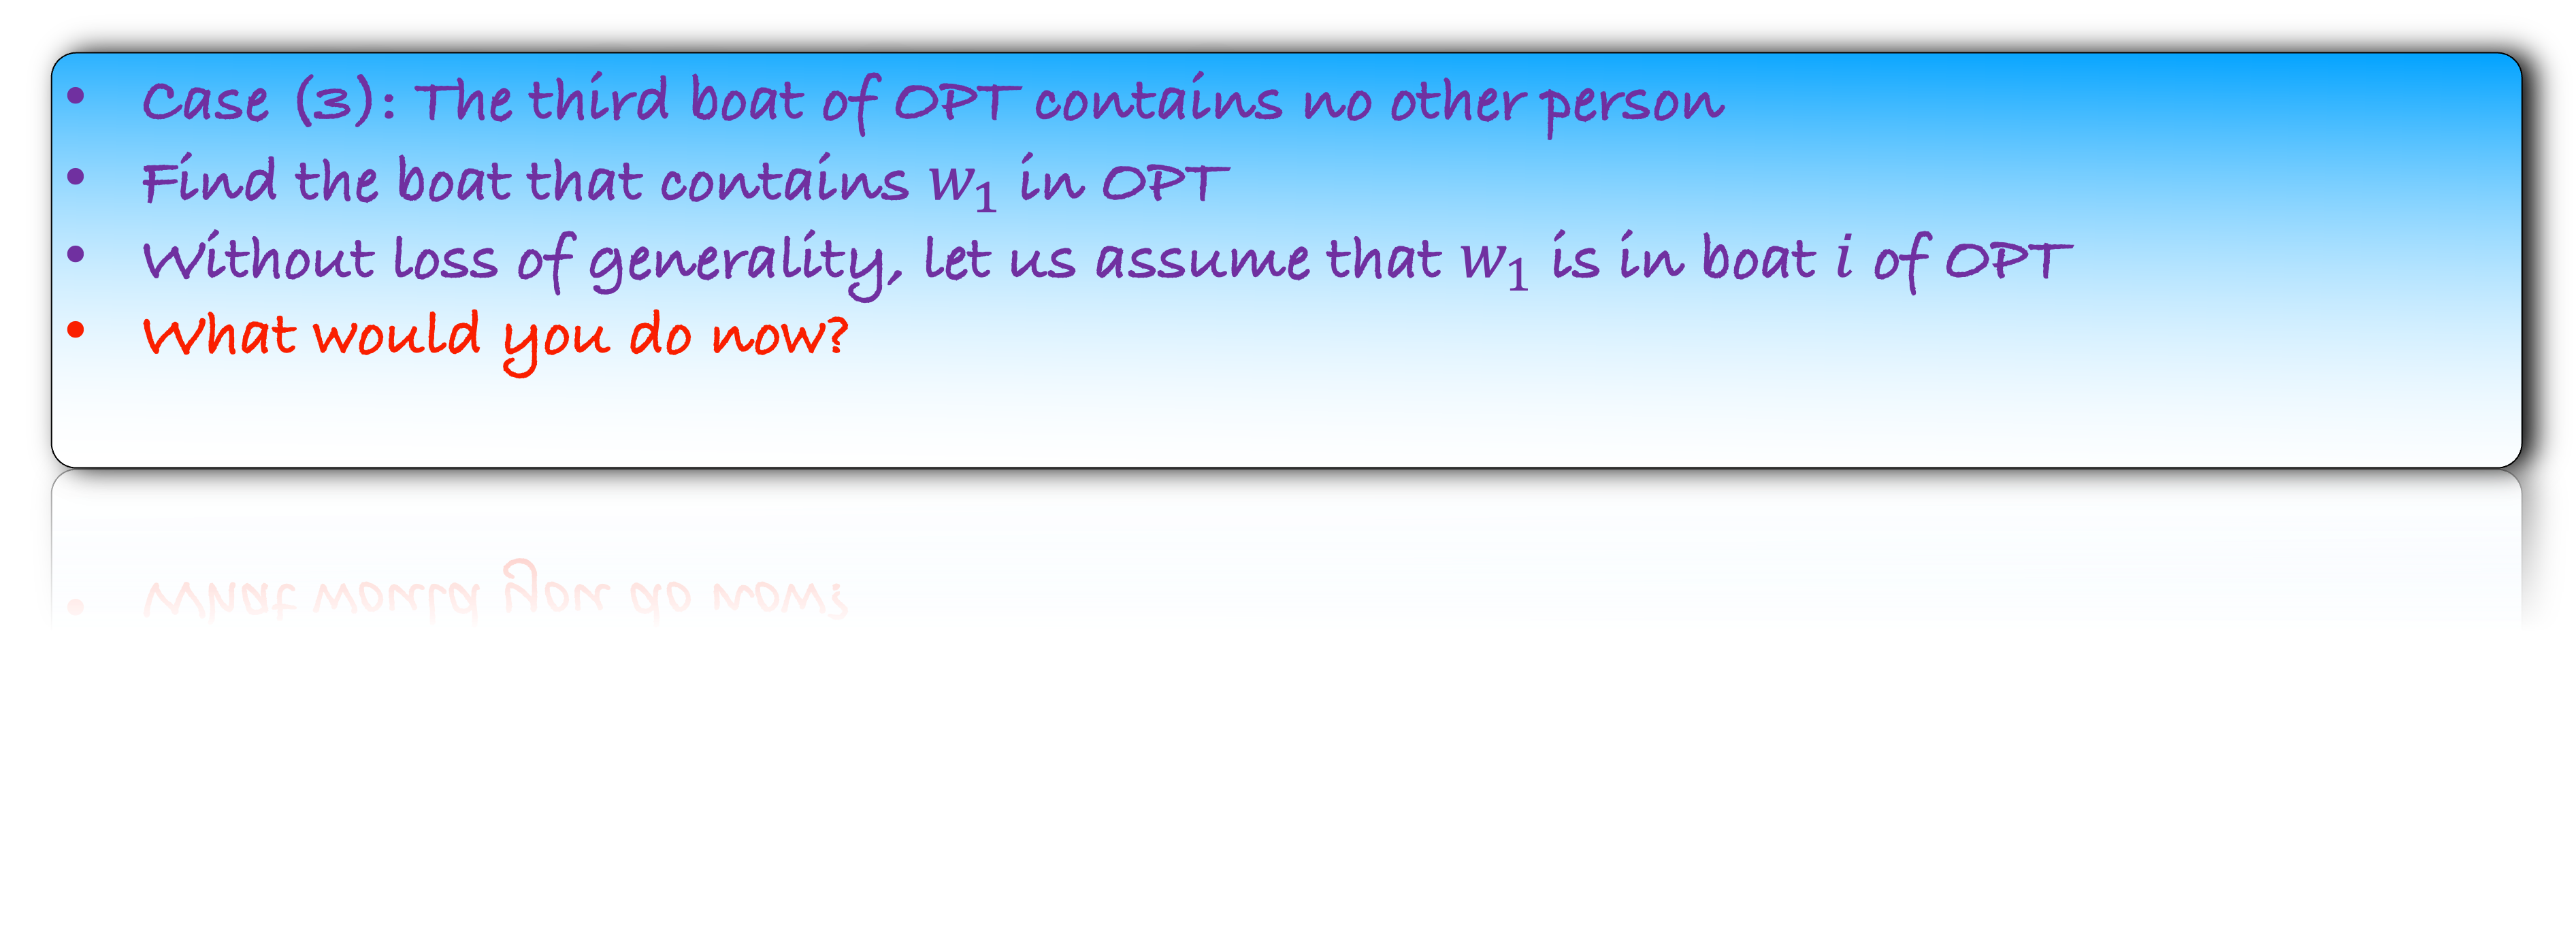 • Case (3): The third boat of OPT contains no other person
• Find the boat that contains w₁ in OPT
• Without loss of generality, let us assume that w₁ is in boat i of OPT
• What would you do now?